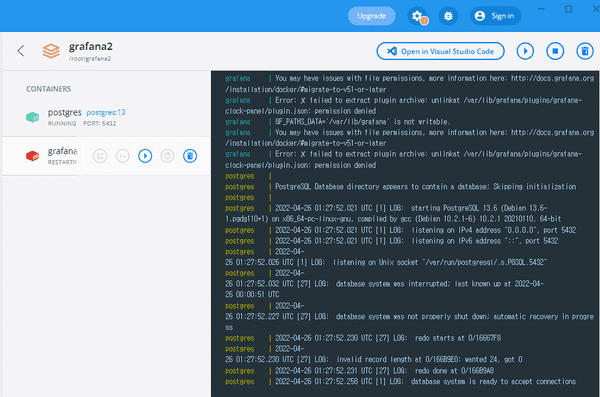 Upgrade
Sign in
grafana2
/root/grafana2
Open in Visual Studio Code
CONTAINERS
postgres postgres:13
RUNNING PORT: 5432
grafana
RESTARTIN
grafana | You may have issues with file permissions, more information here: http://docs.grafana.org
/installation/docker/#migrate-to-v51-or-later
grafana | Error: ✗ failed to extract plugin archive: unlinkat /var/lib/grafana/plugins/grafana-
clock-panel/plugin.json: permission denied
grafana | GF_PATHS_DATA='/var/lib/grafana' is not writable.
grafana | You may have issues with file permissions, more information here: http://docs.grafana.org
/installation/docker/#migrate-to-v51-or-later
grafana | Error: ✗ failed to extract plugin archive: unlinkat /var/lib/grafana/plugins/grafana-
clock-panel/plugin.json: permission denied
postgres |
postgres | PostgreSQL Database directory appears to contain a database; Skipping initialization
postgres |
postgres | 2022-04-26 01:27:52.021 UTC [1] LOG: starting PostgreSQL 13.6 (Debian 13.6-
1.pgdg110+1) on x86_64-pc-linux-gnu, compiled by gcc (Debian 10.2.1-6) 10.2.1 20210110, 64-bit
postgres | 2022-04-26 01:27:52.021 UTC [1] LOG: listening on IPv4 address "0.0.0.0", port 5432
postgres | 2022-04-26 01:27:52.021 UTC [1] LOG: listening on IPv6 address "::", port 5432
postgres | 2022-04-
26 01:27:52.026 UTC [1] LOG: listening on Unix socket "/var/run/postgresql/.s.PGSQL.5432"
postgres | 2022-04-
26 01:27:52.032 UTC [27] LOG: database system was interrupted; last known up at 2022-04-
26 00:00:51 UTC
postgres | 2022-04-
26 01:27:52.227 UTC [27] LOG: database system was not properly shut down; automatic recovery in progre
ss
postgres | 2022-04-26 01:27:52.230 UTC [27] LOG: redo starts at 0/16667F8
postgres | 2022-04-
26 01:27:52.230 UTC [27] LOG: invalid record length at 0/166B9E0: wanted 24, got 0
postgres | 2022-04-26 01:27:52.231 UTC [27] LOG: redo done at 0/166B9A8
postgres | 2022-04-26 01:27:52.258 UTC [1] LOG: database system is ready to accept connections